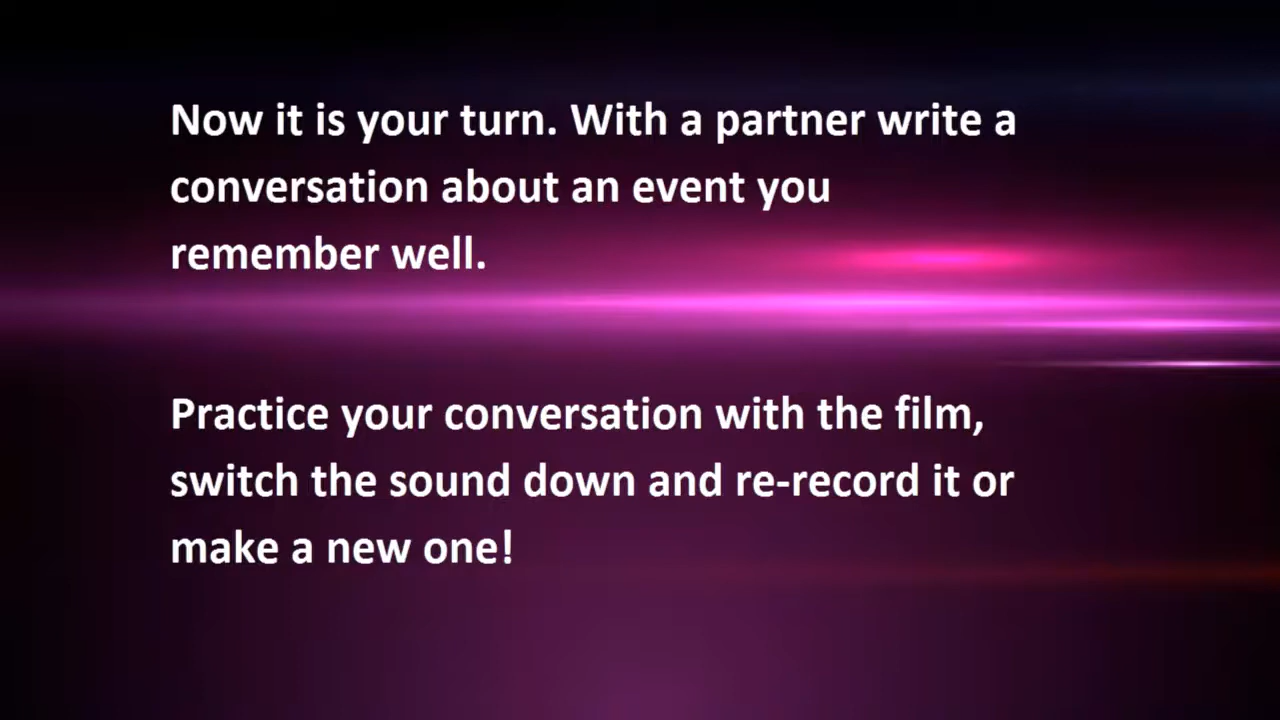 Now it is your turn. With a partner write a
conversation about an event you
remember well.
Practice your conversation with the film,
switch the sound down and re-record it or
make a new one!